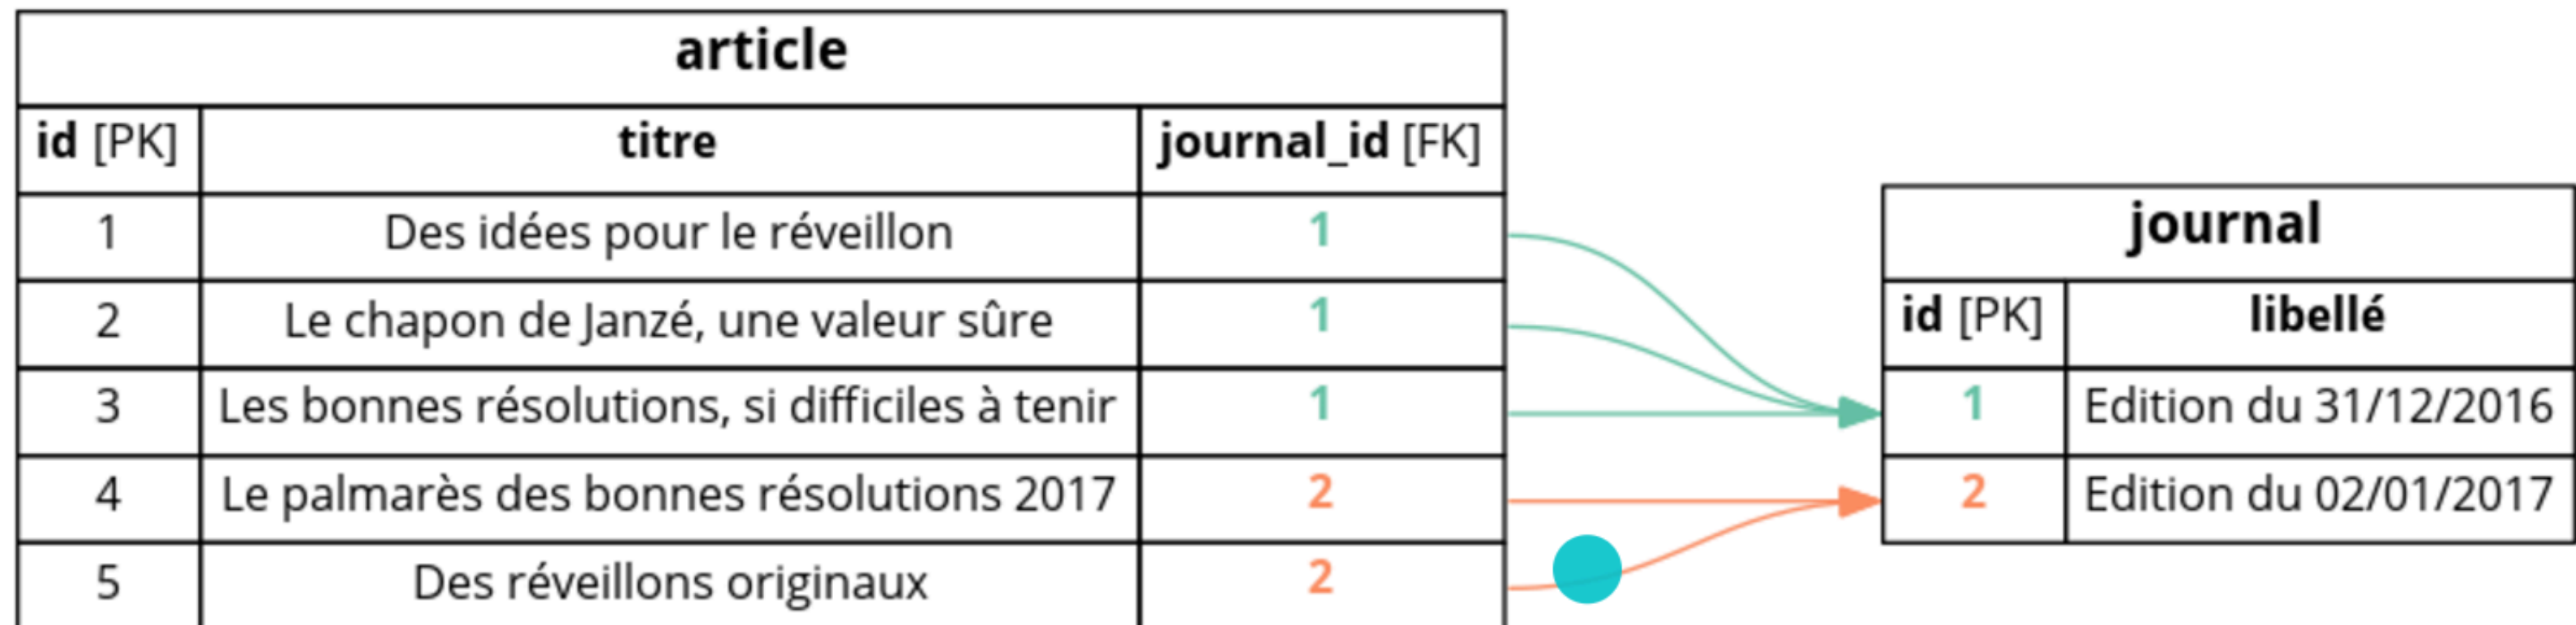 article
id [PK] titre journal_id [FK]
1 Des idées pour le réveillon 1
2 Le chapon de Janzé, une valeur sûre 1
3 Les bonnes résolutions, si difficiles à tenir 1
4 Le palmarès des bonnes résolutions 2017 2
5 Des réveillons originaux 2
journal
id [PK] libellé
1 Edition du 31/12/2016
2 Edition du 02/01/2017